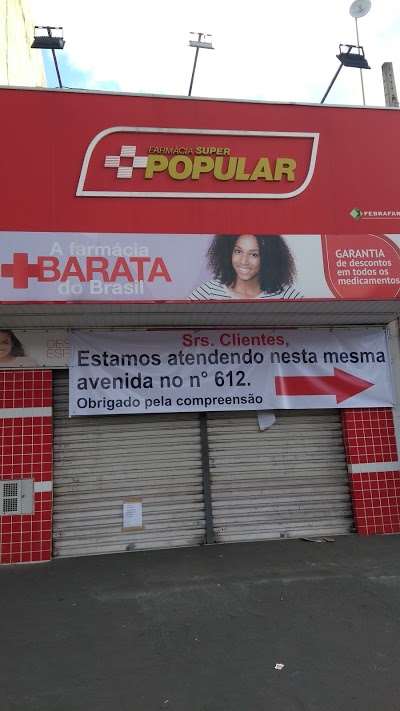 FARMÁCIA SUPER
POPULAR
FEBRAFAR
A farmácia
+BARATA
do Brasil
GARANTIA
de descontos
em todos os
medicamentos
Srs. Clientes,
Estamos atendendo nesta mesma
avenida no n° 612.
Obrigado pela compreensão